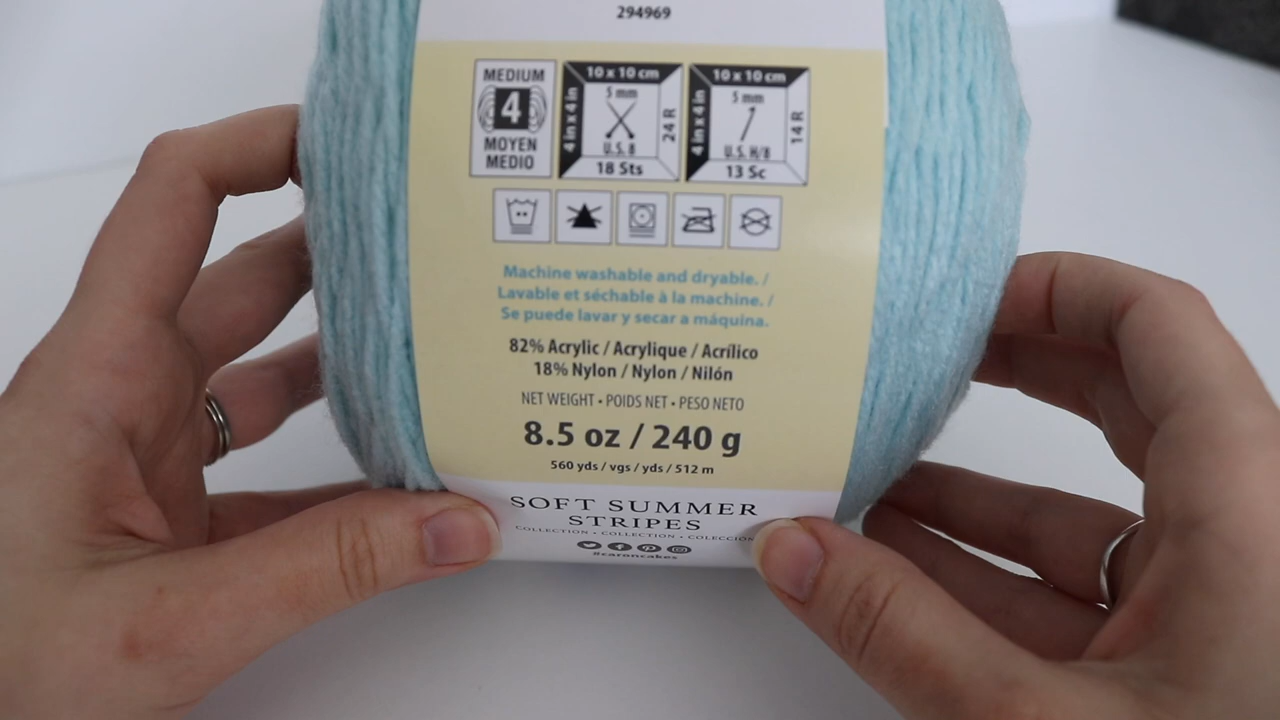 294969
MEDIUM
4
MOYEN
MEDIO
10 x 10 cm
4 in x 4 in
5 mm
U.S. 8
24 R
18 Sts
10 x 10 cm
4 in x 4 in
5 mm
U.S. H/8
14 R
13 Sc
Machine washable and dryable. /
Lavable et séchable à la machine. /
Se puede lavar y secar a máquina.
82% Acrylic / Acrylique / Acrílico
18% Nylon / Nylon / Nilón
NET WEIGHT • POIDS NET • PESO NETO
8.5 oz / 240 g
560 yds / vgs / yds / 512 m
SOFT SUMMER
STRIPES
COLLECTION • COLLECTION • COLECCIÓN
#caroncakes